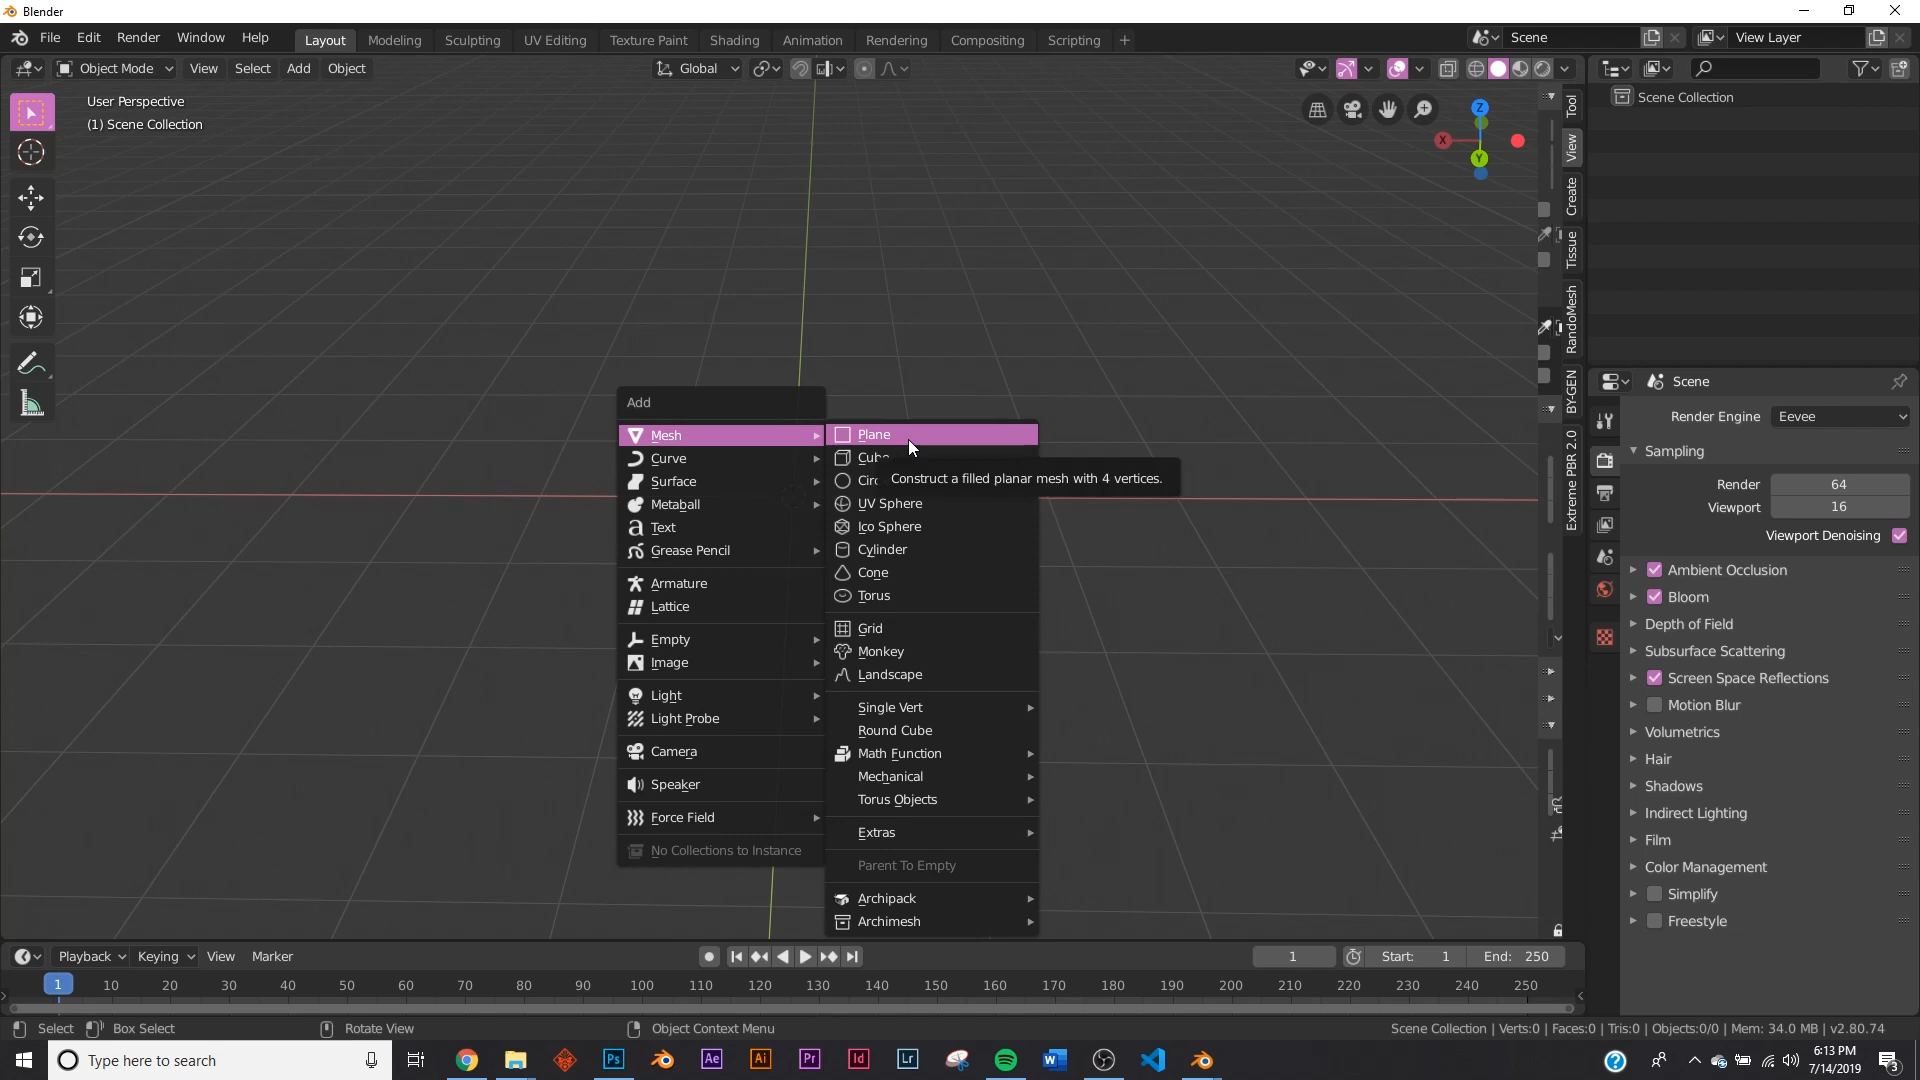 Blender
File Edit Render Window Help Layout Modeling Sculpting UV Editing Texture Paint Shading Animation Rendering Compositing Scripting + Scene View Layer
Object Mode View Select Add Object Global
User Perspective
(1) Scene Collection
Z
X
Y
Tool
View
Create
Tissue
RandoMesh
BY-GEN
Extreme PBR 2.0
Scene Collection
Add
Mesh
Curve
Surface
Metaball
Text
Grease Pencil
Armature
Lattice
Empty
Image
Light
Light Probe
Camera
Speaker
Force Field
No Collections to Instance
Plane
Cube
Circ
Construct a filled planar mesh with 4 vertices.
UV Sphere
Ico Sphere
Cylinder
Cone
Torus
Grid
Monkey
Landscape
Single Vert
Round Cube
Math Function
Mechanical
Torus Objects
Extras
Parent To Empty
Archipack
Archimesh
Scene
Render Engine Eevee
Sampling
Render 64
Viewport 16
Viewport Denoising
Ambient Occlusion
Bloom
Depth of Field
Subsurface Scattering
Screen Space Reflections
Motion Blur
Volumetrics
Hair
Shadows
Indirect Lighting
Film
Color Management
Simplify
Freestyle
Playback Keying View Marker 1 Start: 1 End: 250
1 10 20 30 40 50 60 70 80 90 100 110 120 130 140 150 160 170 180 190 200 210 220 230 240 250
Select Box Select Rotate View Object Context Menu Scene Collection | Verts:0 | Faces:0 | Tris:0 | Objects:0/0 | Mem: 34.0 MB | v2.80.74
Type here to search Ps Ae Ai Pr Id Lr 6:13 PM
7/14/2019 3